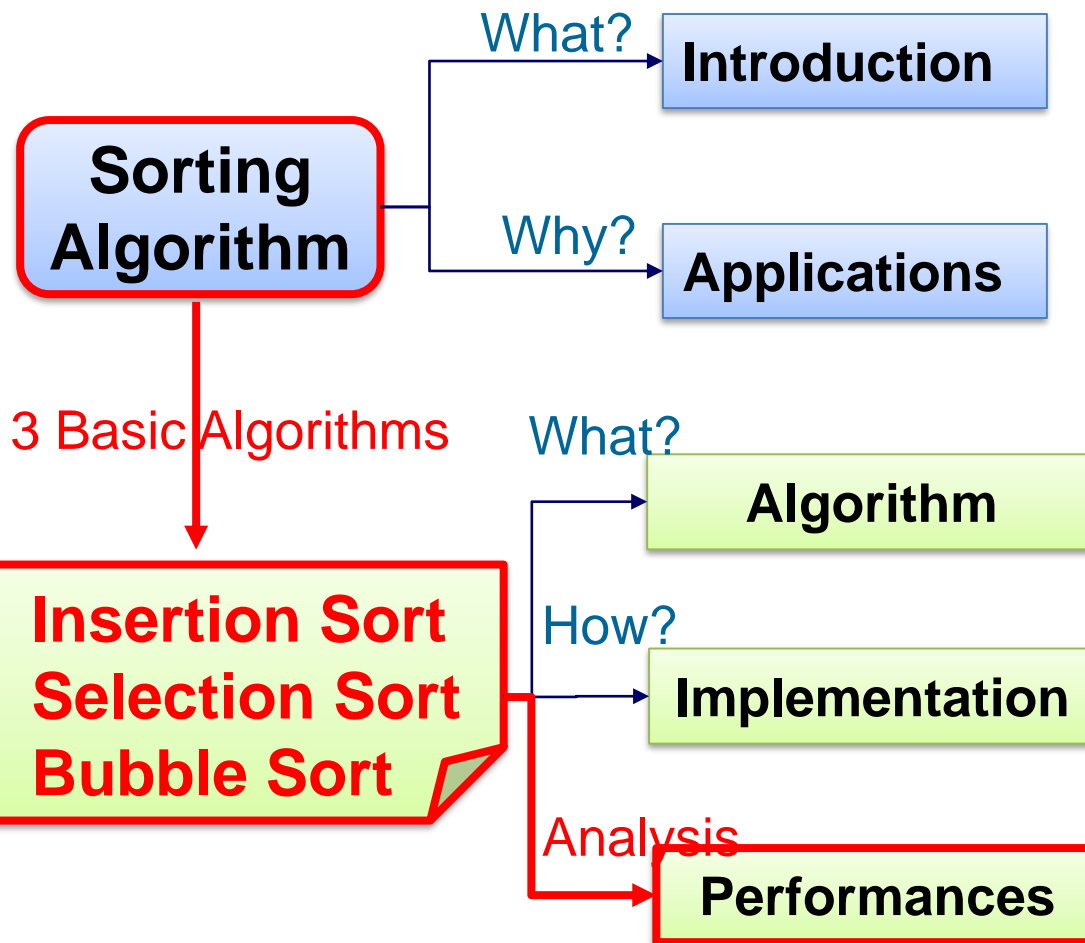 What?
Introduction
Sorting
Algorithm
Why?
Applications
3 Basic Algorithms
What?
Algorithm
Insertion Sort
Selection Sort
Bubble Sort
How?
Implementation
Analysis
Performances